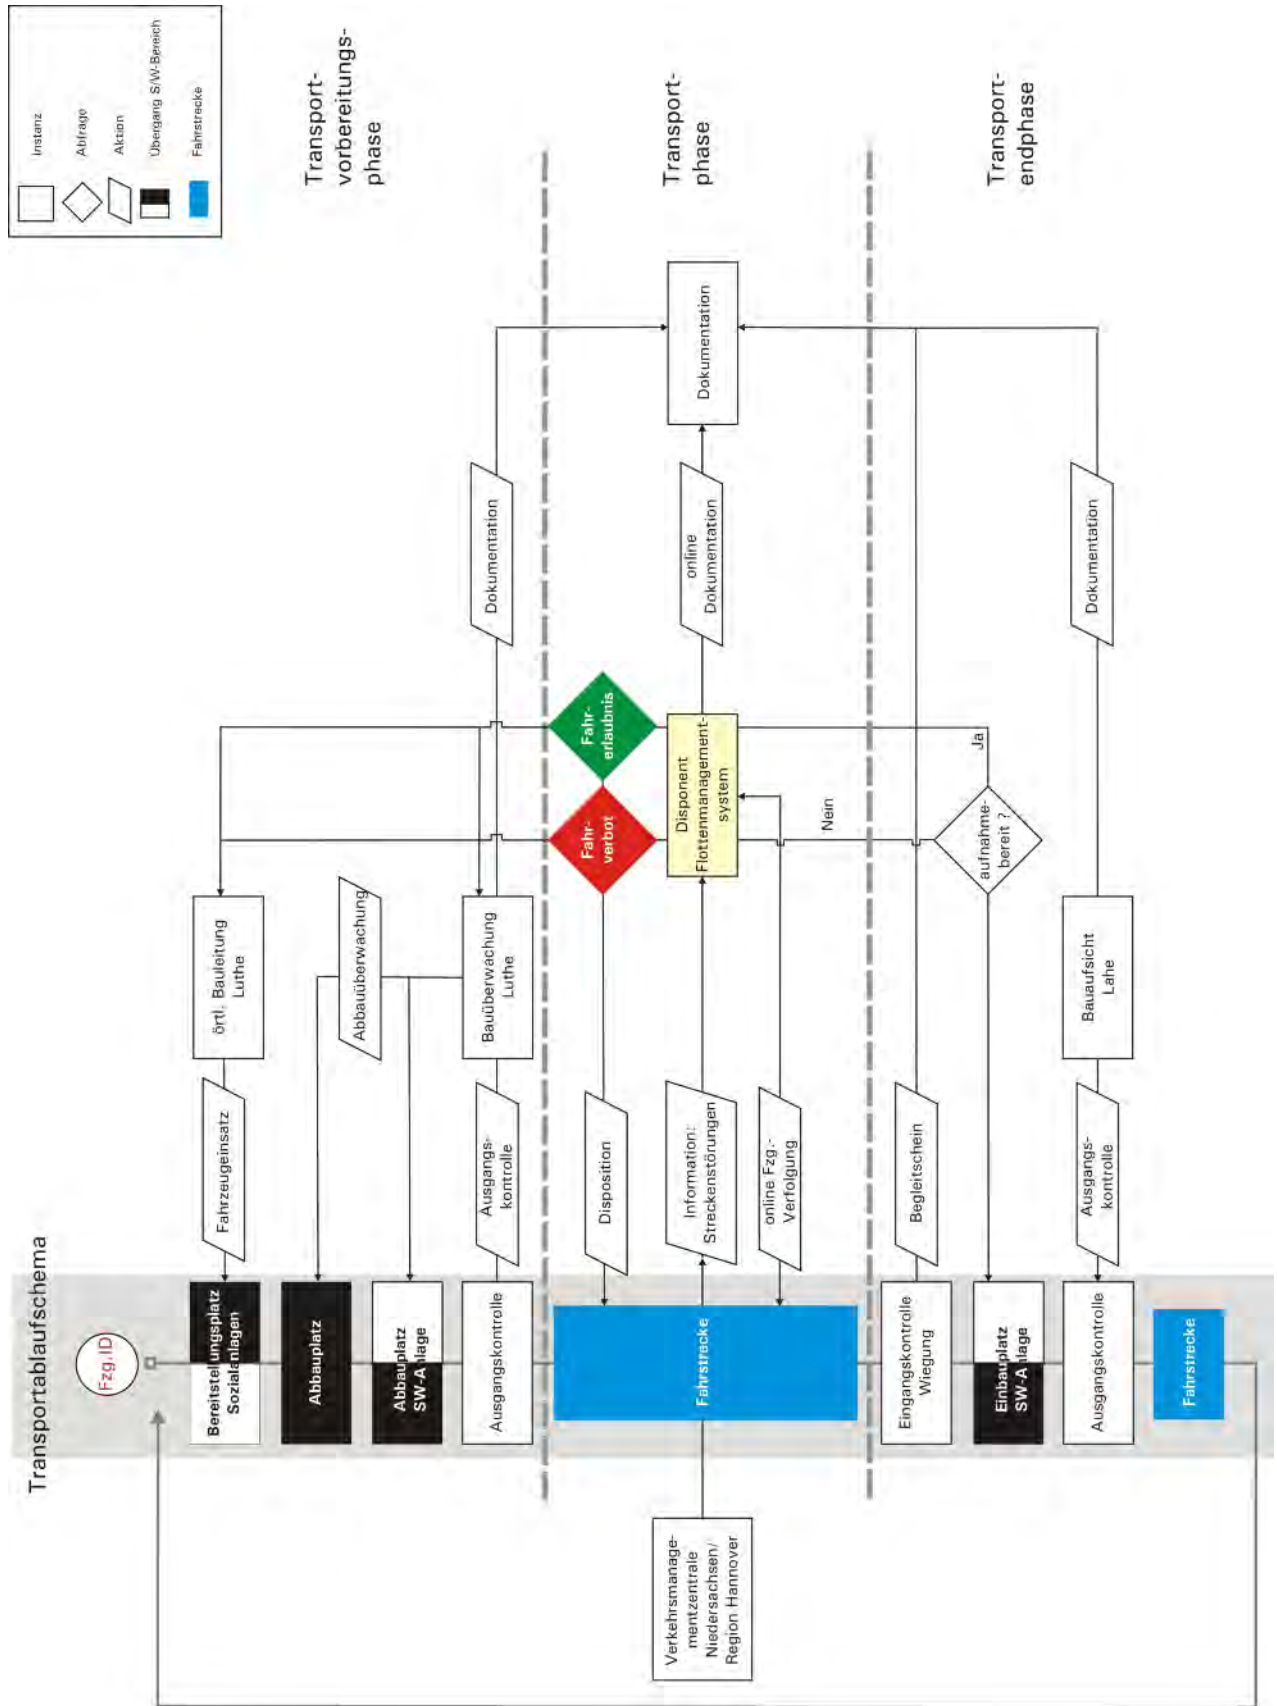 Transportablaufschema
Instanz
Abfrage
Aktion
Übergang S/W-Bereich
Fahrstrecke
Transport-
vorbereitungs-
phase
Transport-
phase
Transport-
endphase
Fzg.ID
Bereitstellungsplatz
Sozialanlagen
Fahrzeugeinsatz
örtl. Bauleitung
Luthe
Abbauplatz
Abbauüberwachung
Abbauplatz
SW-Anlage
Ausgangskontrolle
Ausgangs-
kontrolle
Bauüberwachung
Luthe
Dokumentation
Fahr-
verbot
Fahr-
erlaubnis
Disposition
Verkehrsmanage-
mentzentrale
Niedersachsen/
Region Hannover
Fahrstrecke
Information:
Streckenstörungen
Disponent
Flottenmanagement-
system
online
Dokumentation
Dokumentation
online Fzg.-
Verfolgung
Nein
Ja
Eingangskontrolle
Wiegung
Begleitschein
Einbauplatz
SW-Anlage
aufnahme-
bereit ?
Ausgangskontrolle
Ausgangs-
kontrolle
Bauaufsicht
Lahe
Dokumentation
Fahrstrecke